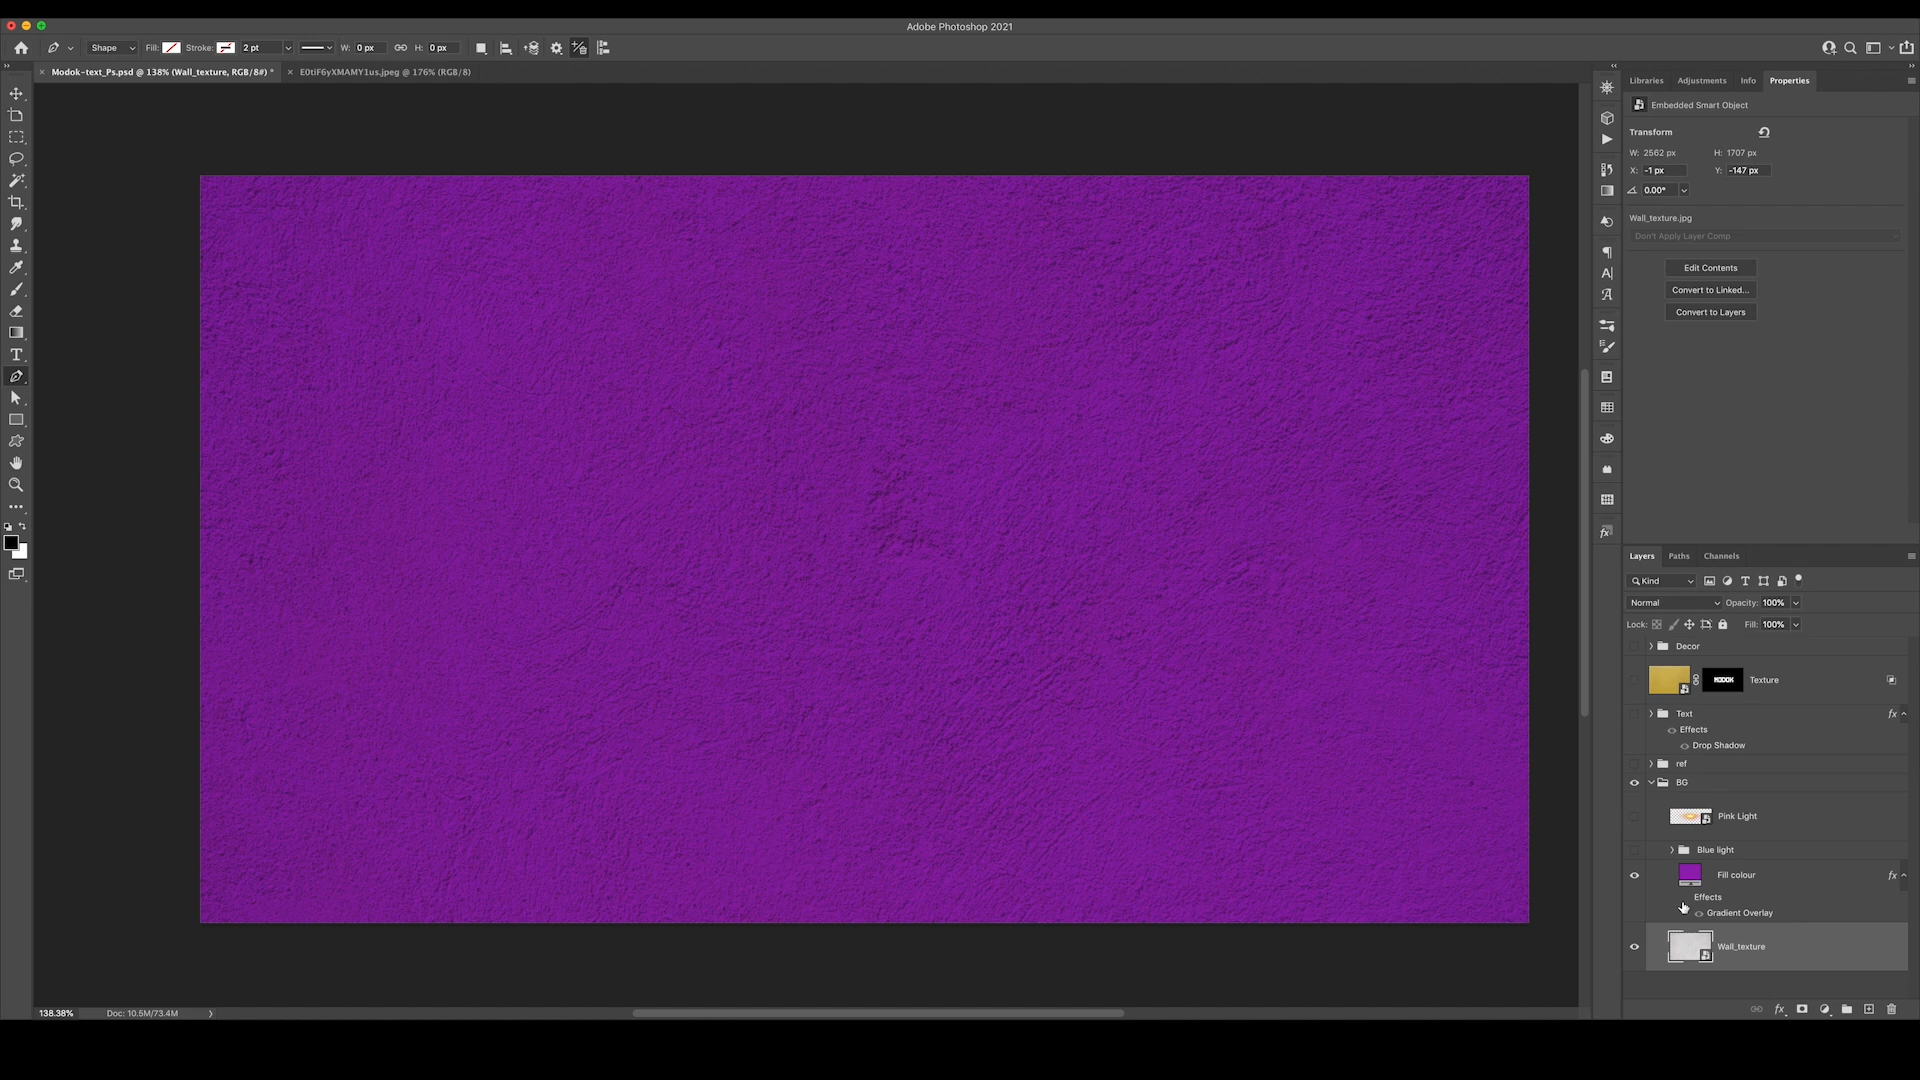 Adobe Photoshop 2021
Shape Fill: Stroke: 2 pt W: 0 px H: 0 px
Modok-text_Ps.psd @ 138% (Wall_texture, RGB/8#) * E0tiF6yXMAMY1us.jpeg @ 176% (RGB/8)
Libraries Adjustments Info Properties
Embedded Smart Object
Transform
W: 2562 px H: 1707 px
X: -1 px Y: -147 px
0.00°
Wall_texture.jpg
Don't Apply Layer Comp
Edit Contents
Convert to Linked...
Convert to Layers
Layers Paths Channels
Kind
Normal Opacity: 100%
Lock: Fill: 100%
Decor
MODOK Texture
Text fx
Effects
Drop Shadow
ref
BG
Pink Light
Blue light
Fill colour fx
Effects
Gradient Overlay
Wall_texture
138.38% Doc: 10.5M/73.4M